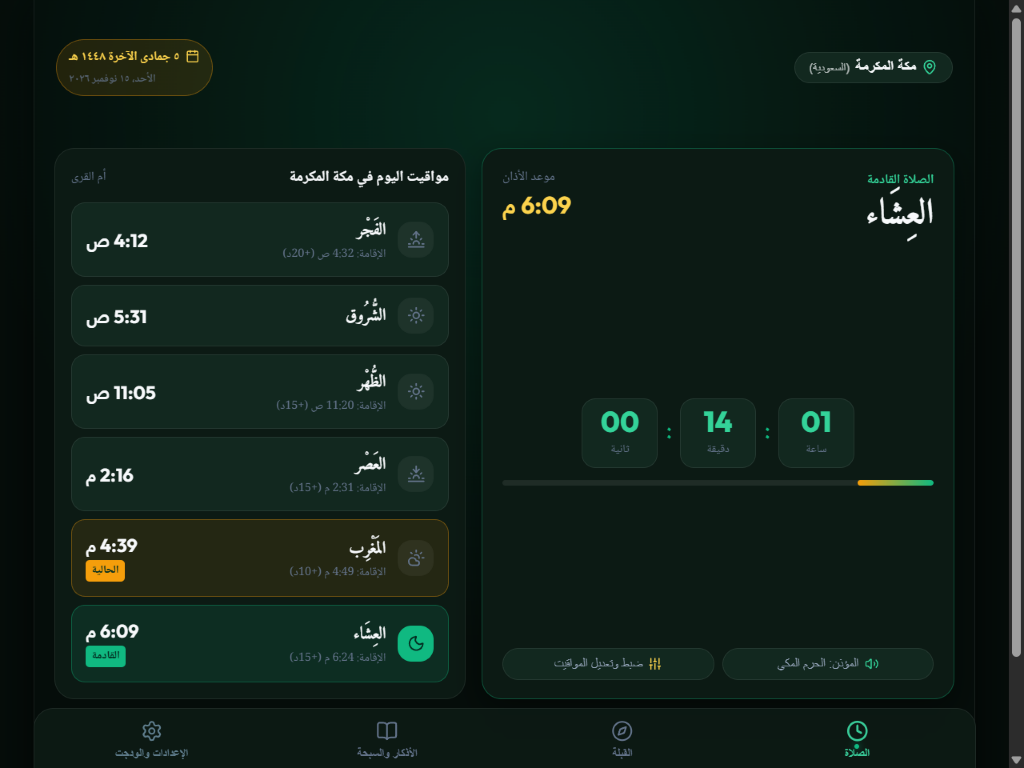 مكة المكرمة (السعودية)
٥ جمادى الآخرة ١٤٤٨ هـ
الأحد، ١٥ نوفمبر ٢٠٢٦
الصلاة القادمة
العِشَاء
موعد الأذان
6:09 م
01
ساعة
:
14
دقيقة
:
00
ثانية
المؤذن: الحرم المكي
ضبط وتعديل المواقيت
مواقيت اليوم في مكة المكرمة
أم القرى
الفَجْر
الإقامة: 4:32 ص (+20د)
4:12 ص
الشُّرُوق
5:31 ص
الظُّهْر
الإقامة: 11:20 ص (+15د)
11:05 ص
العَصْر
الإقامة: 2:31 م (+15د)
2:16 م
المَغْرِب
الإقامة: 4:49 م (+10د)
4:39 م
الحالية
العِشَاء
الإقامة: 6:24 م (+15د)
6:09 م
القادمة
الصلاة
القبلة
الأذكار والسبحة
الإعدادات والودجت